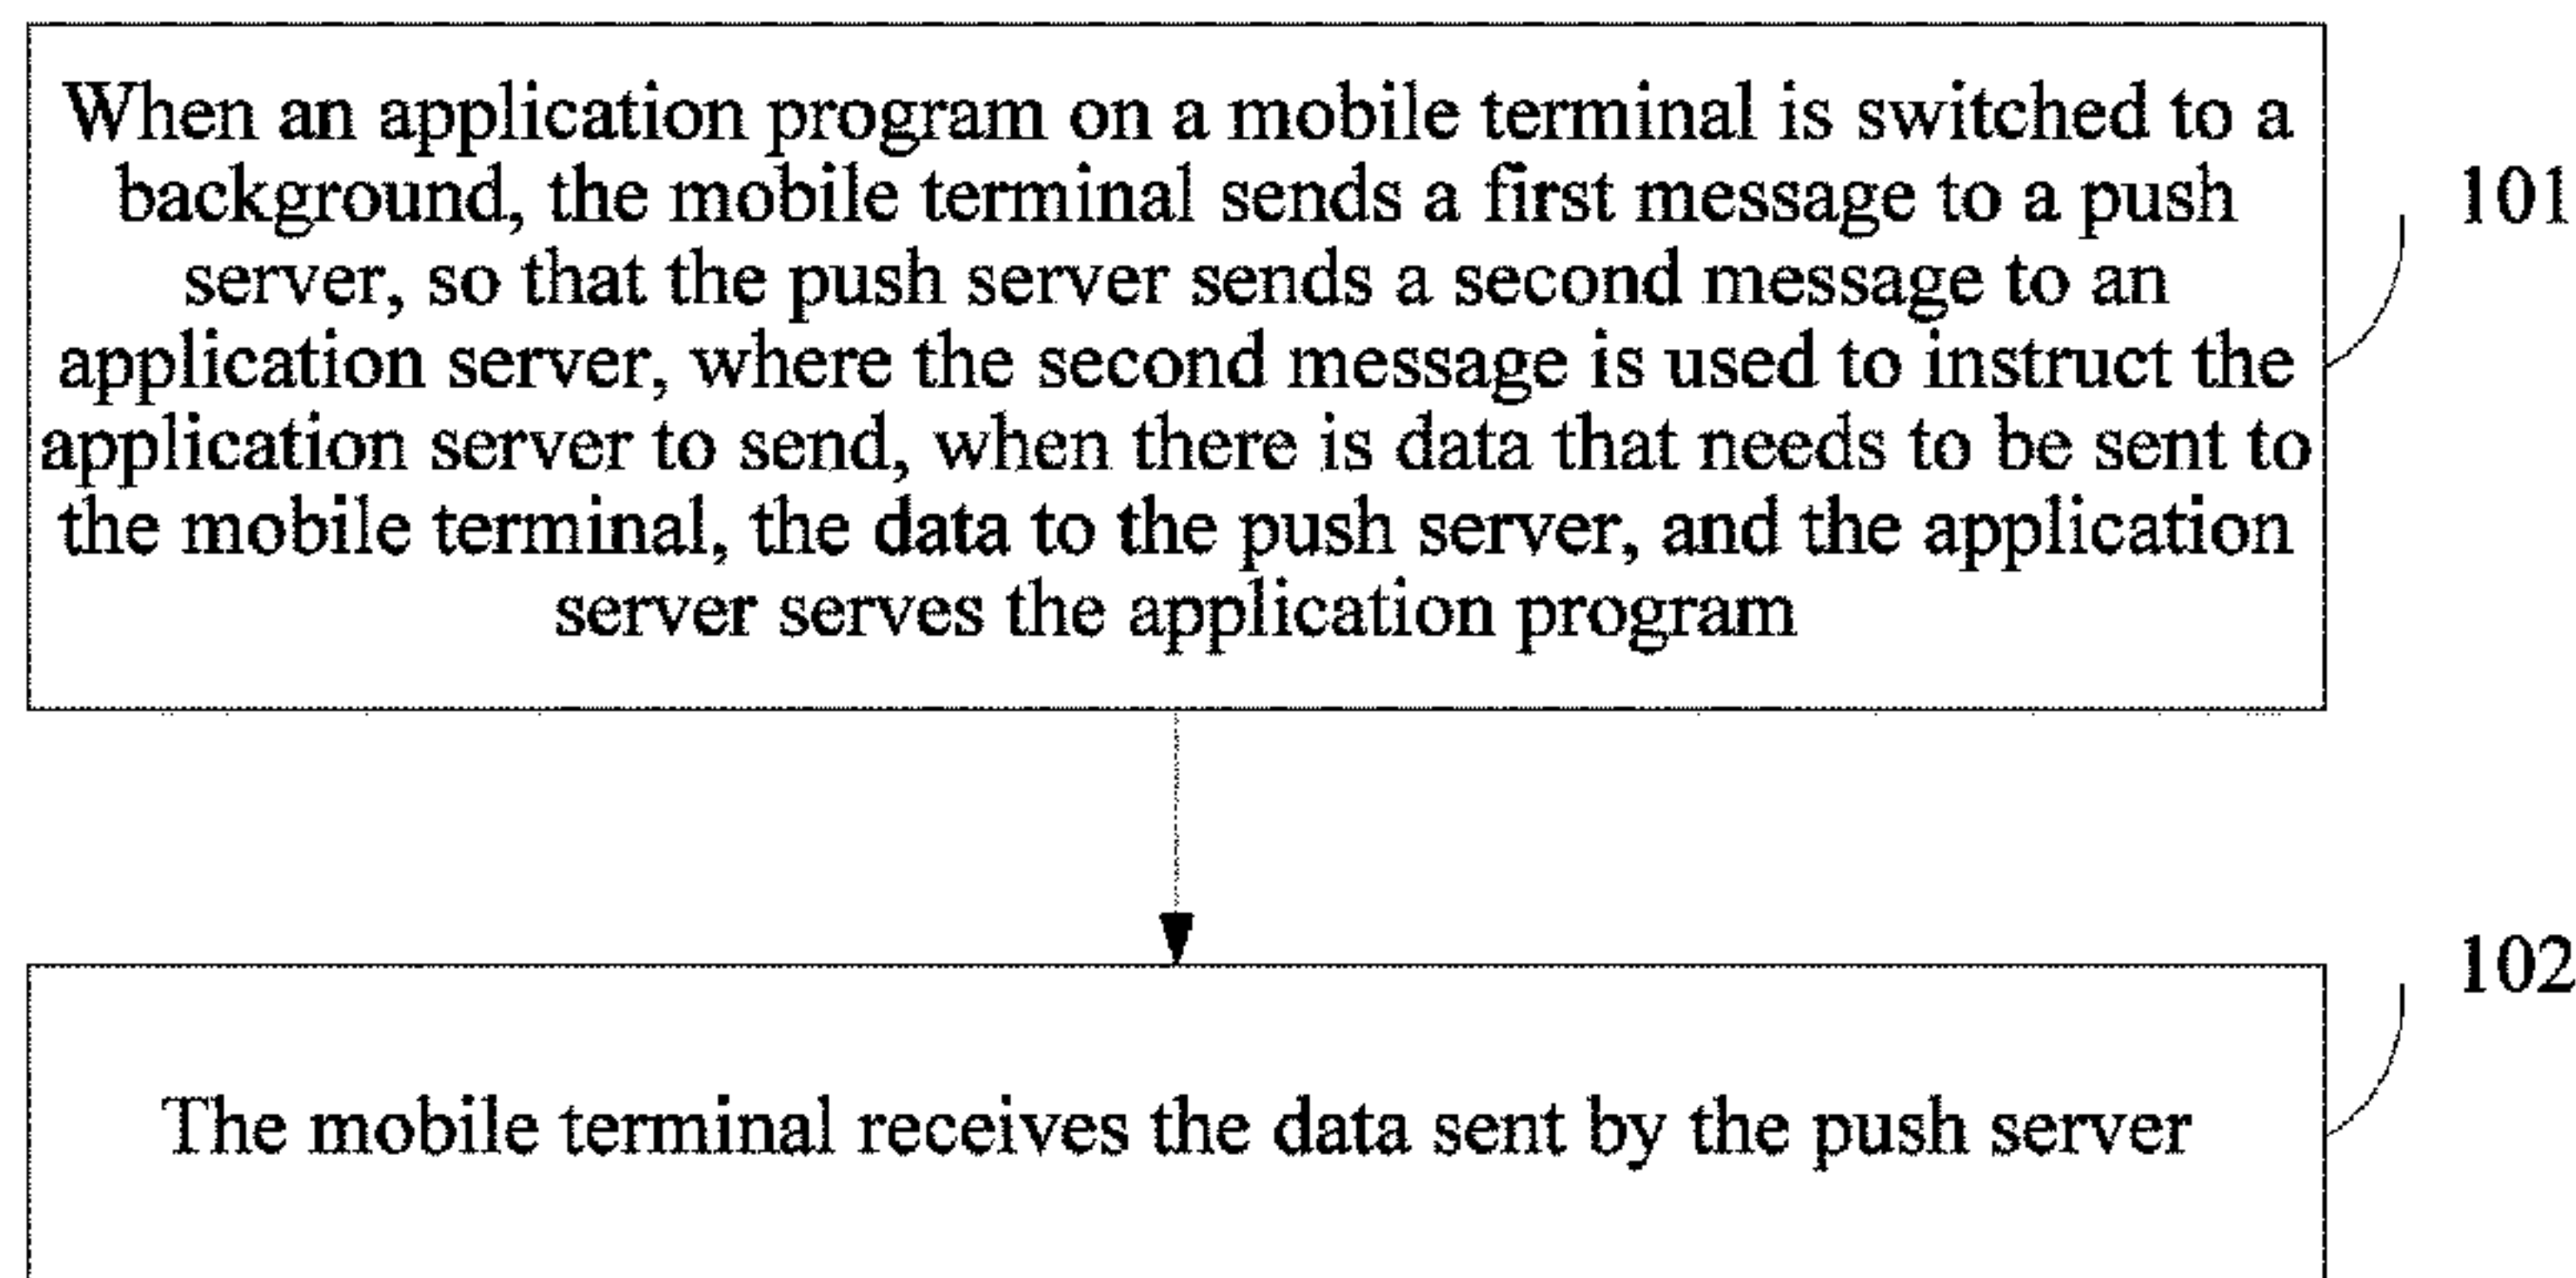 When an application program on a mobile terminal is switched to a
background, the mobile terminal sends a first message to a push
server, so that the push server sends a second message to an
application server, where the second message is used to instruct the
application server to send, when there is data that needs to be sent to
the mobile terminal, the data to the push server, and the application
server serves the application program
101
The mobile terminal receives the data sent by the push server
102